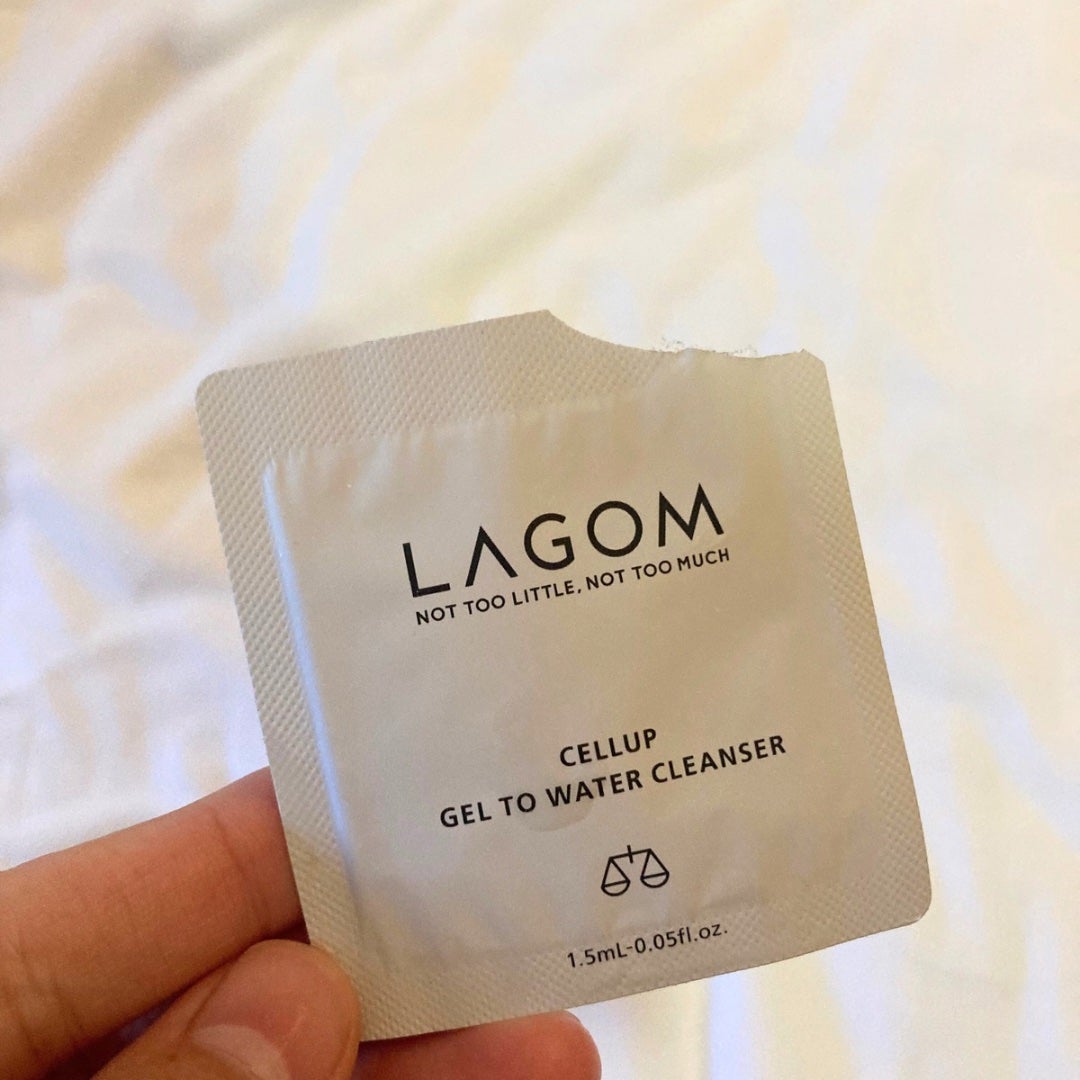 LAGOM
NOT TOO LITTLE, NOT TOO MUCH
CELLUP
GEL TO WATER CLEANSER
1.5mL-0.05fl.oz.